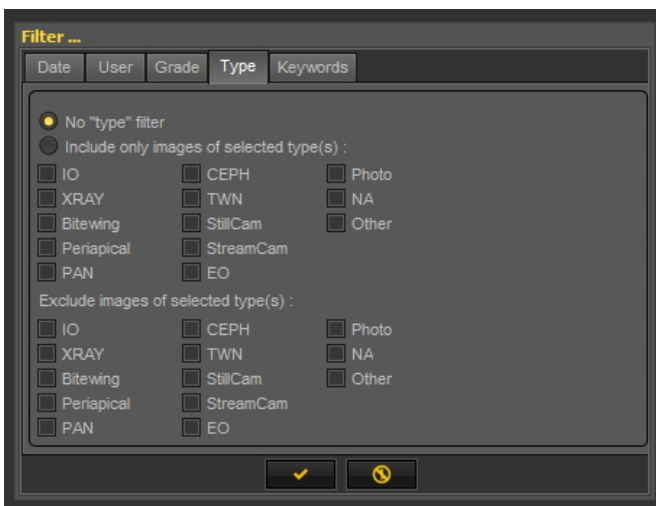 Filter ...
Date User Grade Type Keywords
No "type" filter
Include only images of selected type(s) :
IO CEPH Photo
XRAY TWN NA
Bitewing StillCam Other
Periapical StreamCam
PAN EO
Exclude images of selected type(s) :
IO CEPH Photo
XRAY TWN NA
Bitewing StillCam Other
Periapical StreamCam
PAN EO